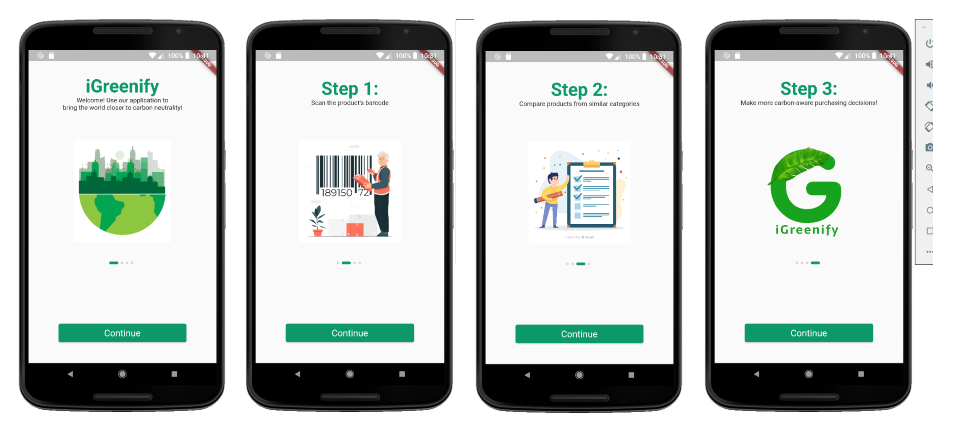 100% 10:31
iGreenify
Welcome! Use our application to
bring the world closer to carbon neutrality!
Continue
100% 10:31
Step 1:
Scan the product's barcode
189150 72
Continue
100% 10:31
Step 2:
Compare products from similar categories
Continue
100% 10:31
Step 3:
Make more carbon-aware purchasing decisions!
iGreenify
Continue